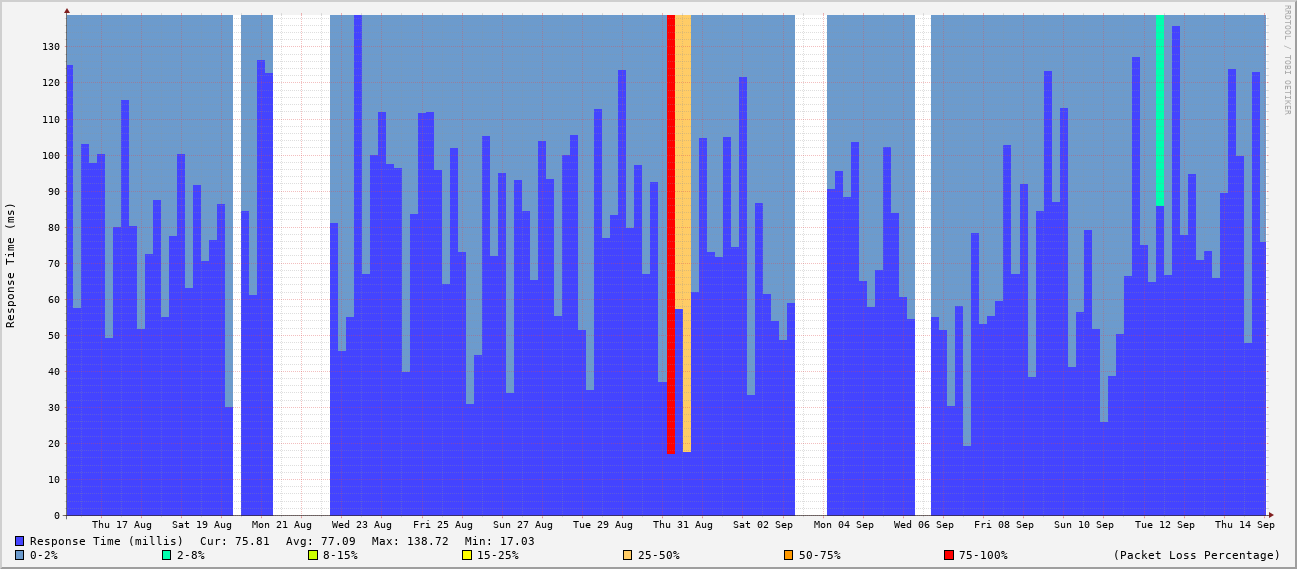 RRDTOOL / TOBI OETIKER
Response Time (ms)
130
120
110
100
90
80
70
60
50
40
30
20
10
0
Thu 17 Aug Sat 19 Aug Mon 21 Aug Wed 23 Aug Fri 25 Aug Sun 27 Aug Tue 29 Aug Thu 31 Aug Sat 02 Sep Mon 04 Sep Wed 06 Sep Fri 08 Sep Sun 10 Sep Tue 12 Sep Thu 14 Sep
Response Time (millis) Cur: 75.81 Avg: 77.09 Max: 138.72 Min: 17.03
0-2% 2-8% 8-15% 15-25% 25-50% 50-75% 75-100% (Packet Loss Percentage)